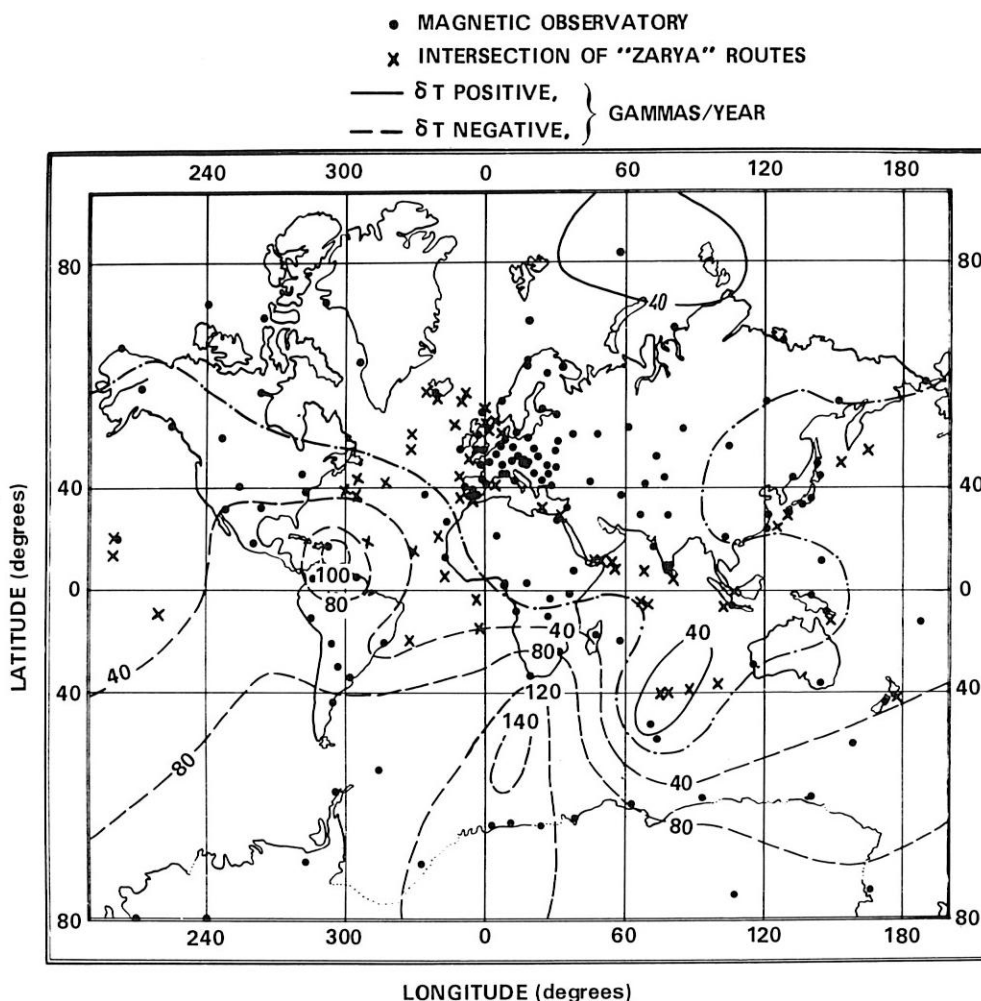 ● MAGNETIC OBSERVATORY
x INTERSECTION OF "ZARYA" ROUTES
δT POSITIVE,
δT NEGATIVE,
GAMMAS/YEAR
240 300 0 60 120 180
80 80
40
40 40
100
0 0
80
40 40
80
40 120 40
40
140
80
40
80
80 80
240 300 0 60 120 180
LATITUDE (degrees)
LONGITUDE (degrees)